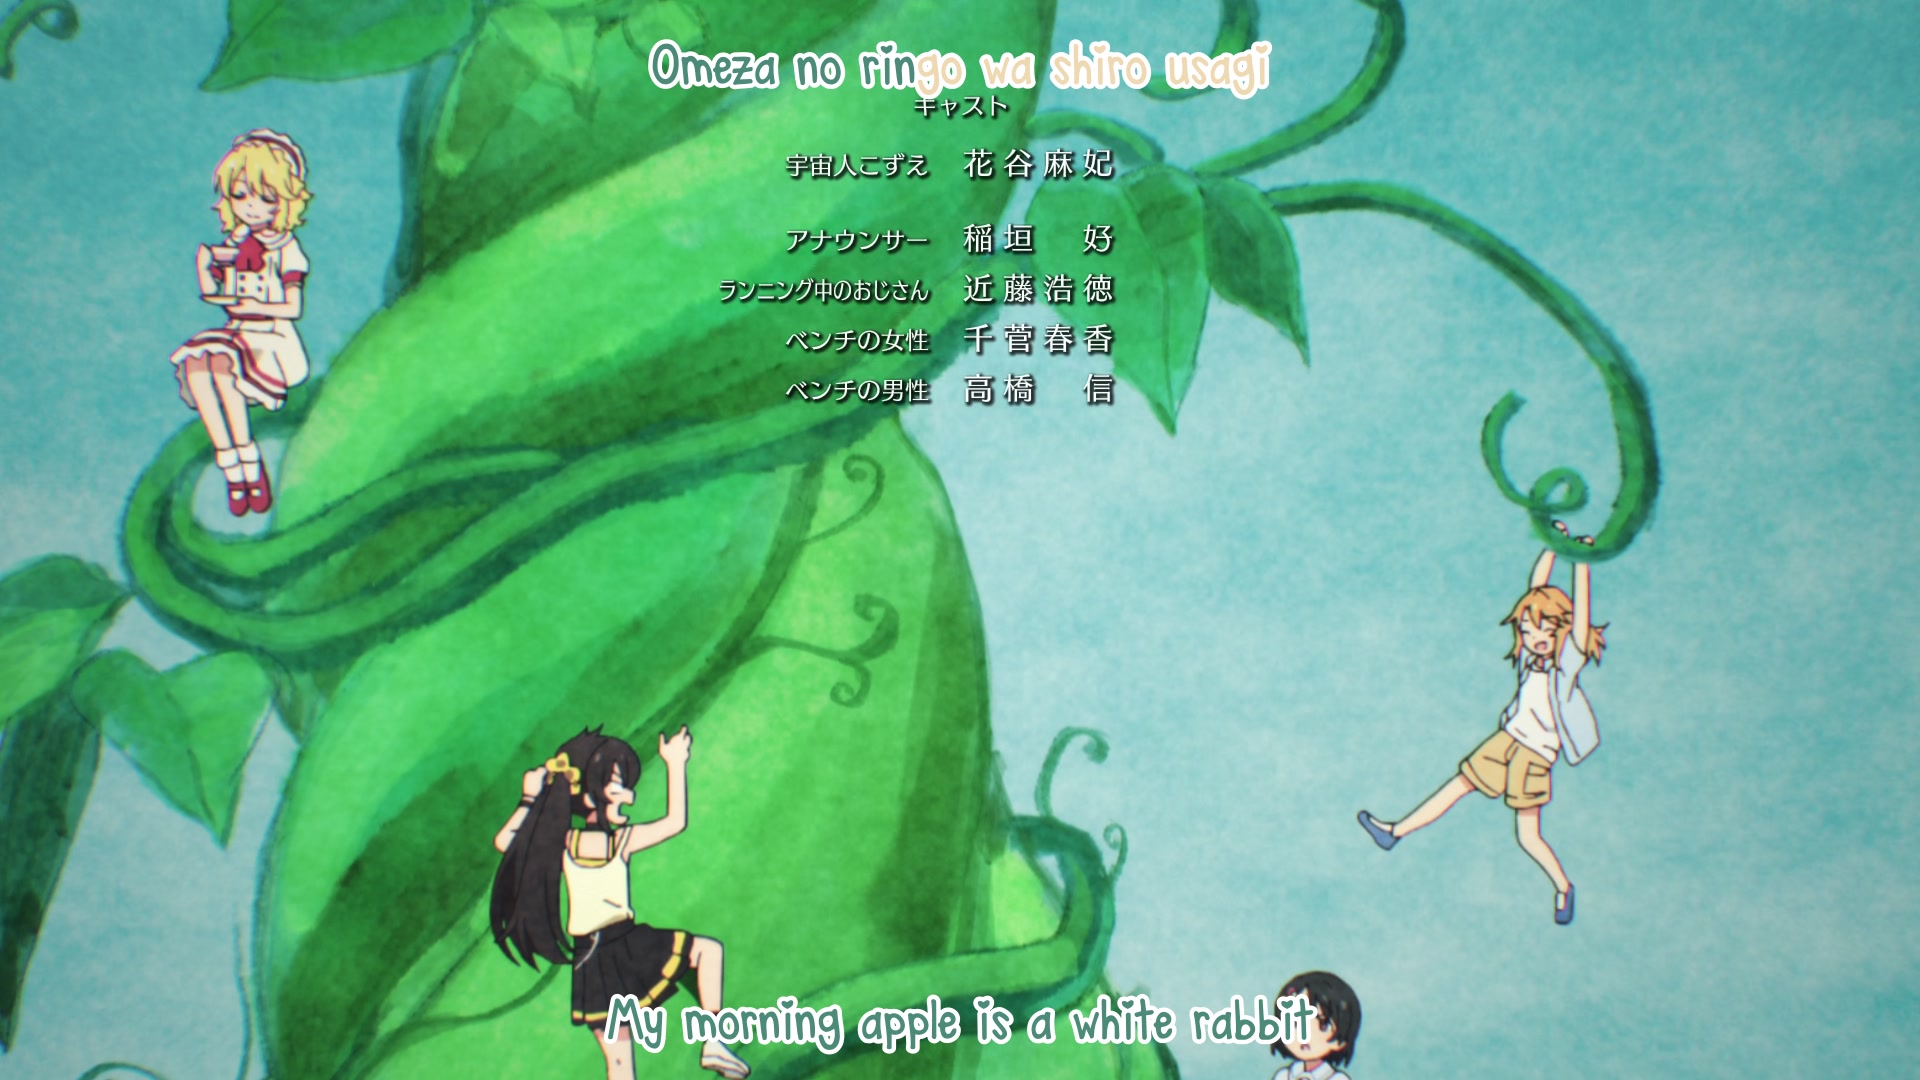 Omeza no ringo wa shiro usagi
キャスト
宇宙人こずえ 花谷麻妃
アナウンサー 稲垣 好
ランニング中のおじさん 近藤浩徳
ベンチの女性 千菅春香
ベンチの男性 高橋 信
My morning apple is a white rabbit